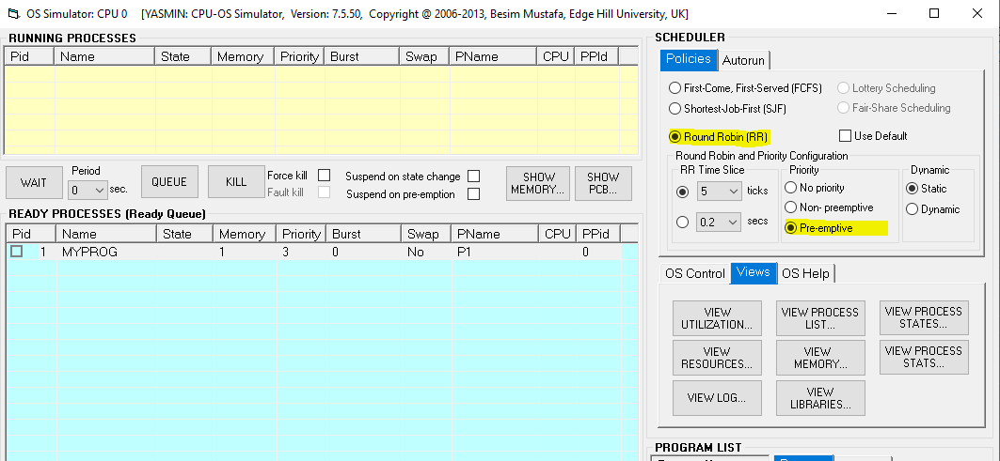 OS Simulator: CPU 0 [YASMIN: CPU-OS Simulator, Version: 7.5.50, Copyright @ 2006-2013, Besim Mustafa, Edge Hill University, UK]
RUNNING PROCESSES
Pid Name State Memory Priority Burst Swap PName CPU PPId
WAIT
Period
0 sec.
QUEUE
KILL
Force kill
Fault kill
Suspend on state change
Suspend on pre-emption
SHOW
MEMORY...
SHOW
PCB...
READY PROCESSES (Ready Queue)
Pid Name State Memory Priority Burst Swap PName CPU PPId
1 MYPROG 1 3 0 No P1 0
SCHEDULER
Policies Autorun
First-Come, First-Served (FCFS) Lottery Scheduling
Shortest-Job-First (SJF) Fair-Share Scheduling
Round Robin (RR) Use Default
Round Robin and Priority Configuration
RR Time Slice
5 ticks
0.2 secs
Priority
No priority
Non- preemptive
Pre-emptive
Dynamic
Static
Dynamic
OS Control Views OS Help
VIEW
UTILIZATION...
VIEW PROCESS
LIST...
VIEW PROCESS
STATES...
VIEW
RESOURCES...
VIEW
MEMORY...
VIEW PROCESS
STATS...
VIEW LOG...
VIEW
LIBRARIES...
PROGRAM LIST